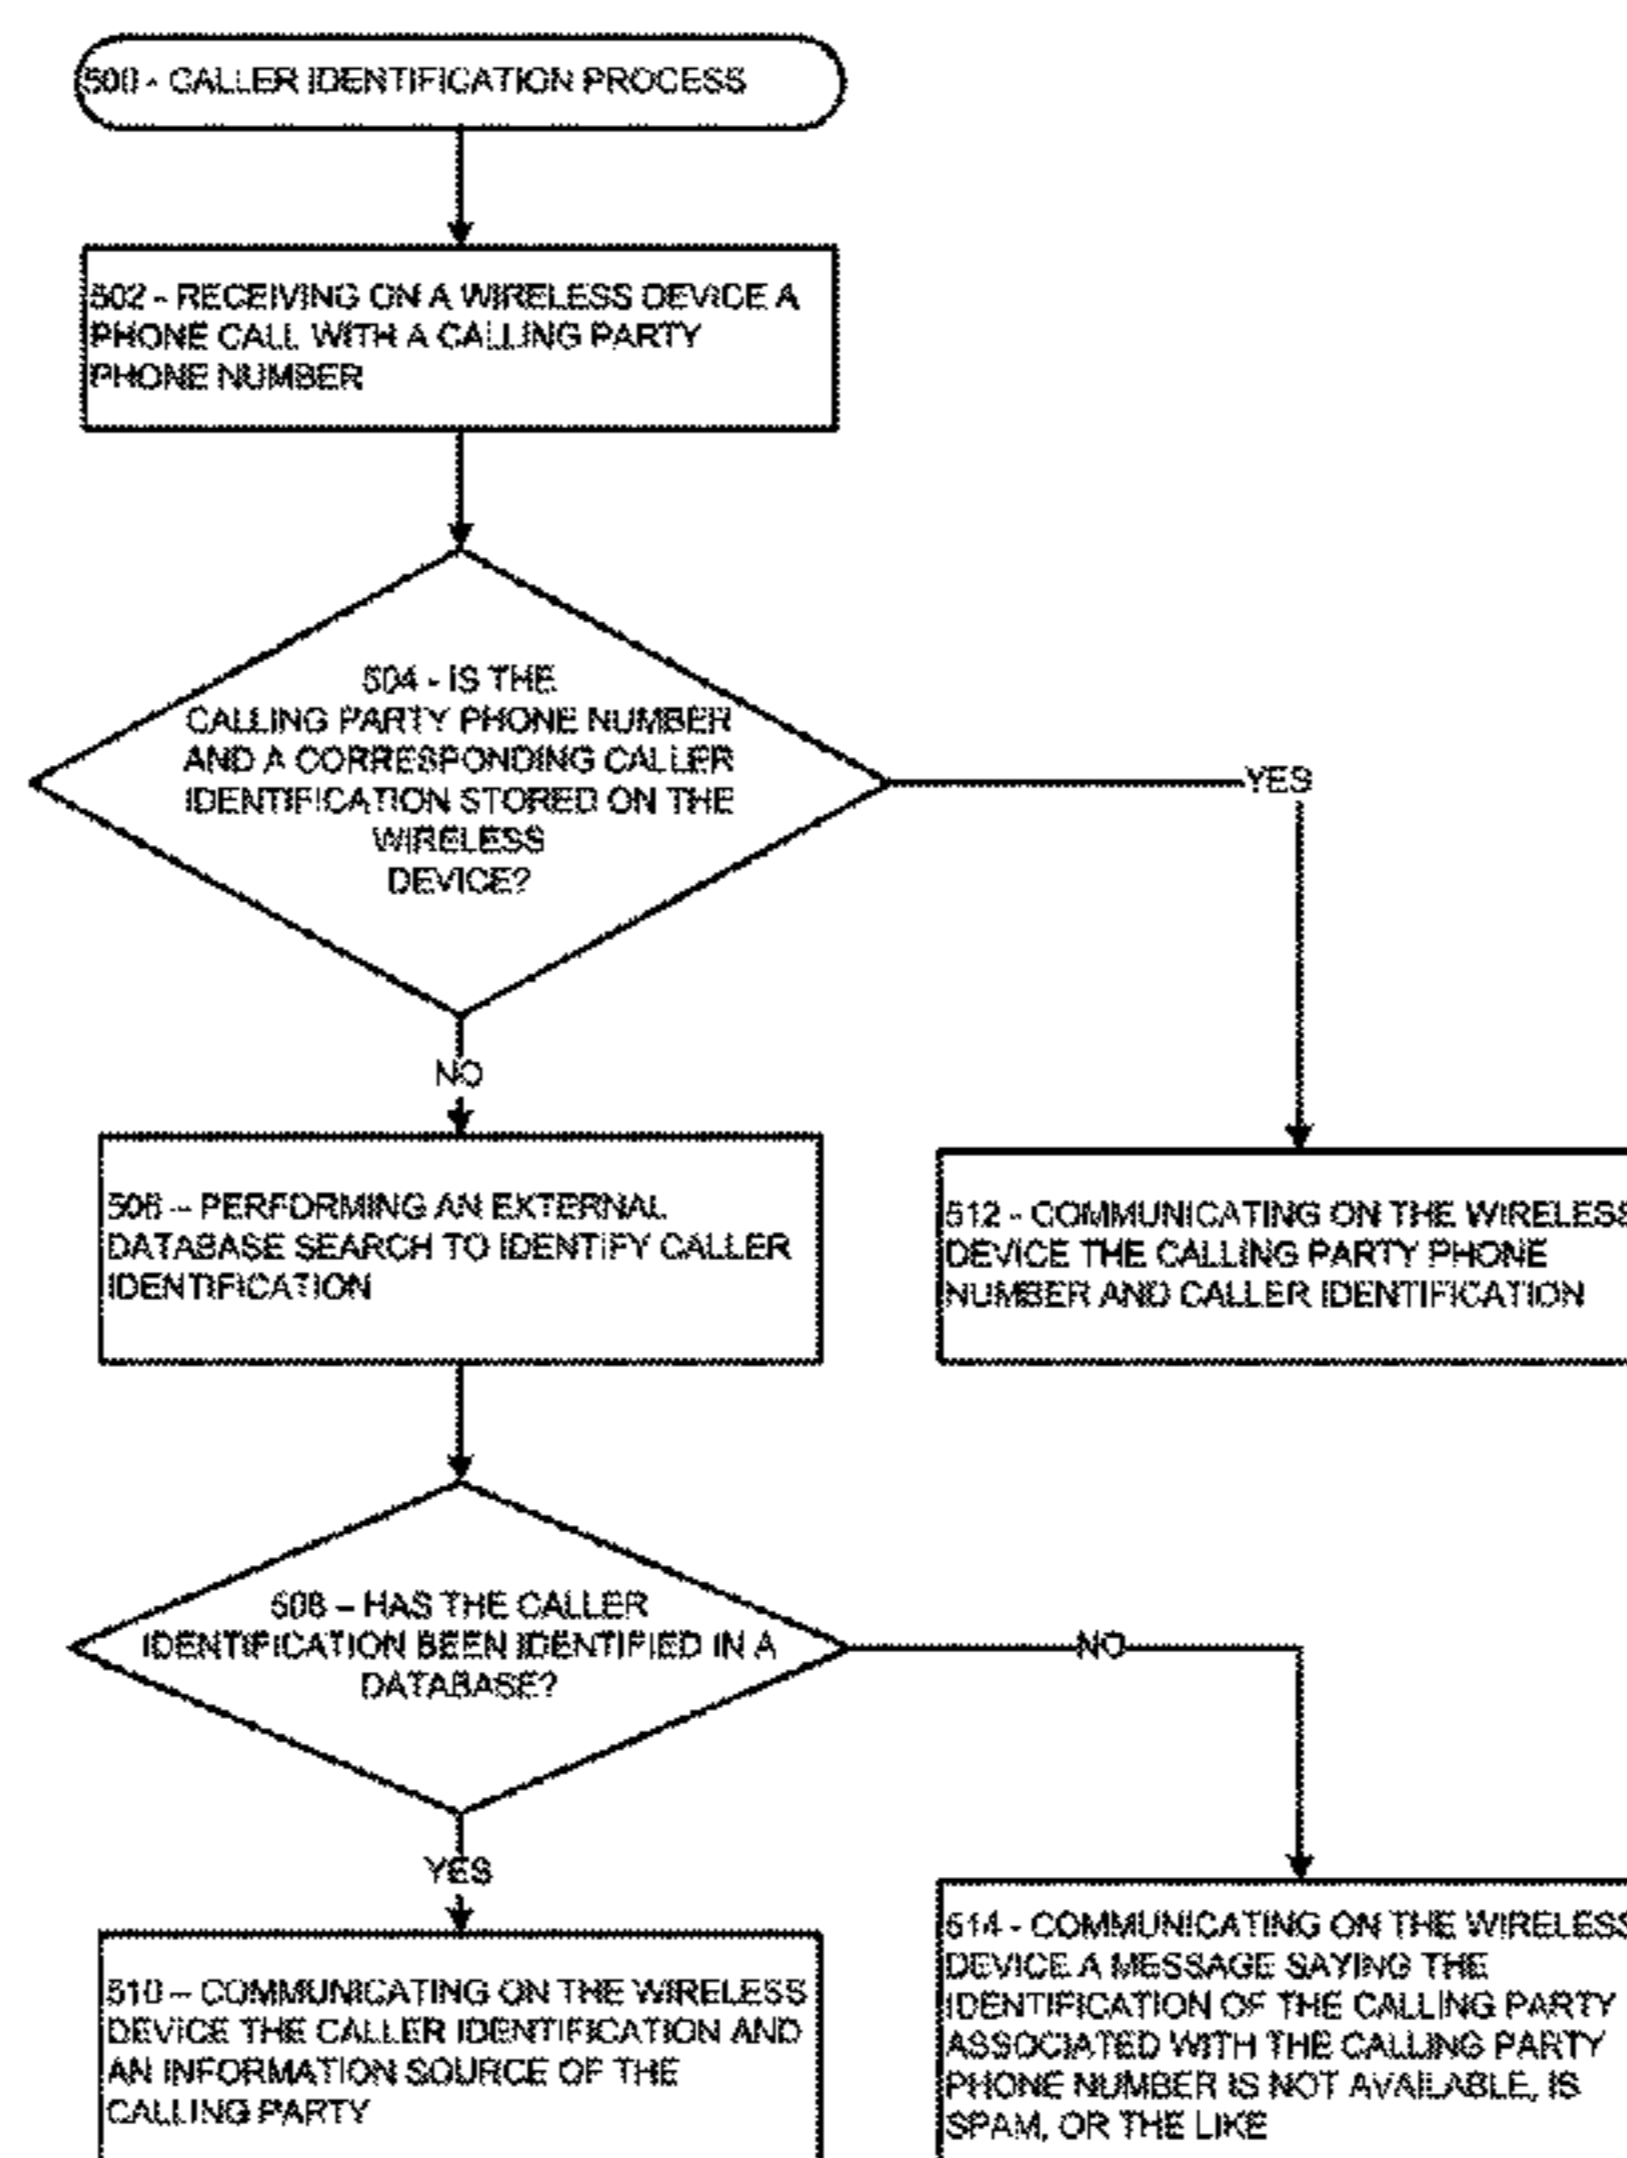 500 - CALLER IDENTIFICATION PROCESS
502 - RECEIVING ON A WIRELESS DEVICE A
PHONE CALL WITH A CALLING PARTY
PHONE NUMBER
504 - IS THE
CALLING PARTY PHONE NUMBER
AND A CORRESPONDING CALLER
IDENTIFICATION STORED ON THE
WIRELESS
DEVICE?
YES
NO
506 – PERFORMING AN EXTERNAL
DATABASE SEARCH TO IDENTIFY CALLER
IDENTIFICATION
512 - COMMUNICATING ON THE WIRELESS
DEVICE THE CALLING PARTY PHONE
NUMBER AND CALLER IDENTIFICATION
508 – HAS THE CALLER
IDENTIFICATION BEEN IDENTIFIED IN A
DATABASE?
NO
YES
510 – COMMUNICATING ON THE WIRELESS
DEVICE THE CALLER IDENTIFICATION AND
AN INFORMATION SOURCE OF THE
CALLING PARTY
514 - COMMUNICATING ON THE WIRELESS
DEVICE A MESSAGE SAYING THE
IDENTIFICATION OF THE CALLING PARTY
ASSOCIATED WITH THE CALLING PARTY
PHONE NUMBER IS NOT AVAILABLE, IS
SPAM, OR THE LIKE